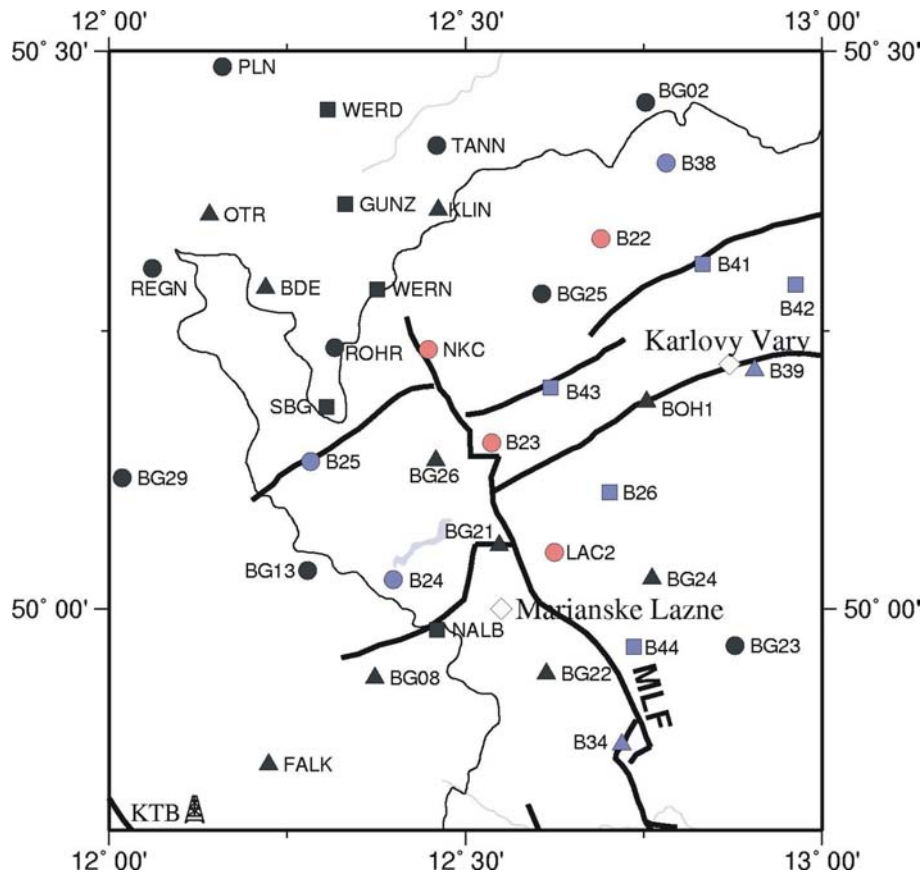 12° 00'
12° 30'
13° 00'
50° 30'
50° 30'
PLN
BG02
WERD
TANN
B38
OTR
GUNZ
KLIN
B22
REGN
BDE
WERN
BG25
B41
B42
ROHR
NKC
Karlovy Vary
B39
SBG
B43
BOH1
B23
B25
BG26
BG29
B26
BG21
LAC2
BG13
B24
BG24
50° 00'
Marianske Lazne
50° 00'
NALB
B44
BG23
BG08
BG22
MLF
B34
FALK
KTB
12° 00'
12° 30'
13° 00'